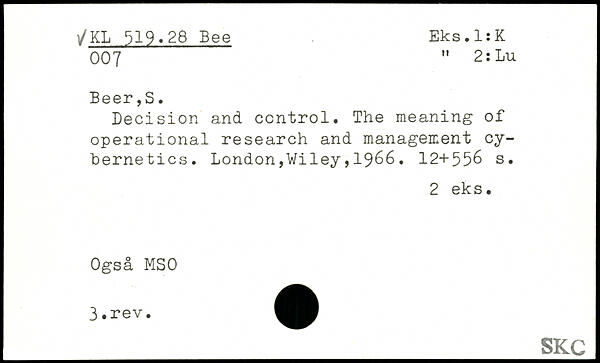 √KL 519.28 Bee Eks.1:K
007 " 2:Lu
Beer,S.
Decision and control. The meaning of
operational research and management cy-
bernetics. London,Wiley,1966. 12+556 s.
2 eks.
Også MSO
3.rev.
SKC